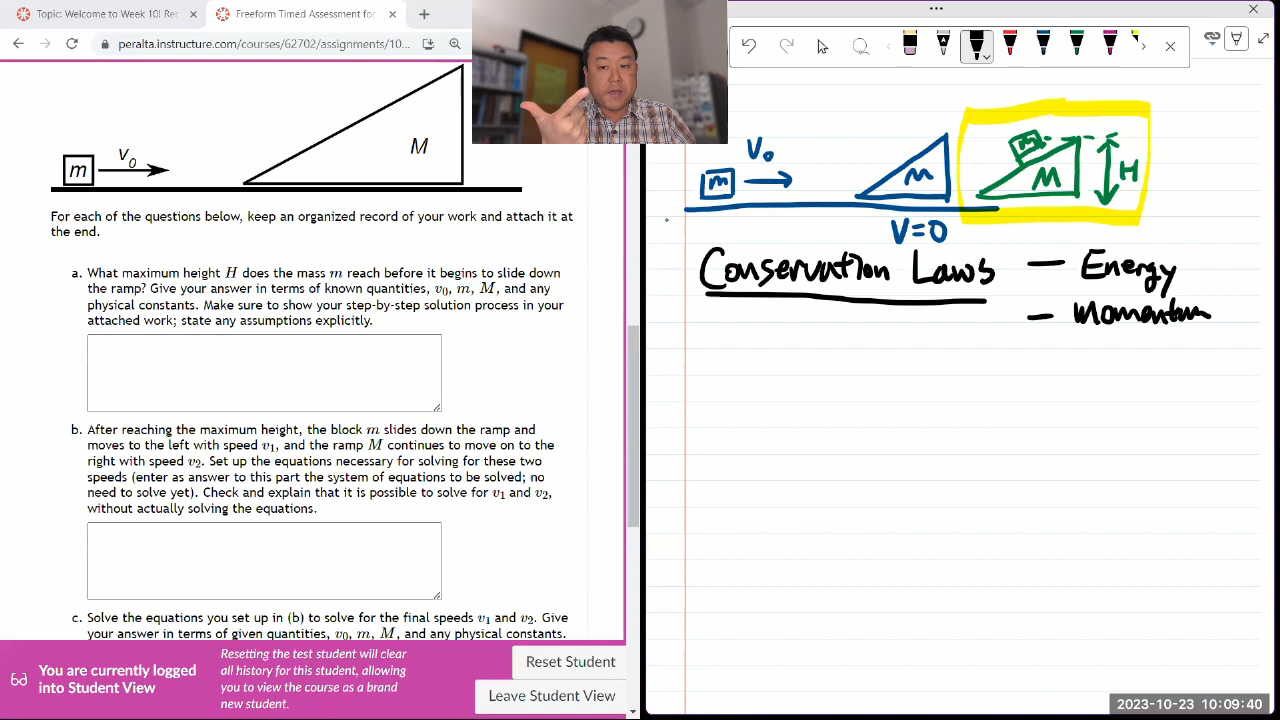 Topic: Welcome to Week 10! Re
Freeform Timed Assessment for
peralta.instructure.com/courses/62702/assignments/10...
m
v0
M
For each of the questions below, keep an organized record of your work and attach it at
the end.
a. What maximum height H does the mass m reach before it begins to slide down
the ramp? Give your answer in terms of known quantities, v0, m, M, and any
physical constants. Make sure to show your step-by-step solution process in your
attached work; state any assumptions explicitly.
b. After reaching the maximum height, the block m slides down the ramp and
moves to the left with speed v1, and the ramp M continues to move on to the
right with speed v2. Set up the equations necessary for solving for these two
speeds (enter as answer to this part the system of equations to be solved; no
need to solve yet). Check and explain that it is possible to solve for v1 and v2,
without actually solving the equations.
c. Solve the equations you set up in (b) to solve for the final speeds v1 and v2. Give
your answer in terms of given quantities, v0, m, M, and any physical constants.
You are currently logged
into Student View
Resetting the test student will clear
all history for this student, allowing
you to view the course as a brand
new student.
Reset Student
Leave Student View
m
V0
M
V=0
m
M
H
Conservation Laws
— Energy
— Momentum
2023-10-23 10:09:40